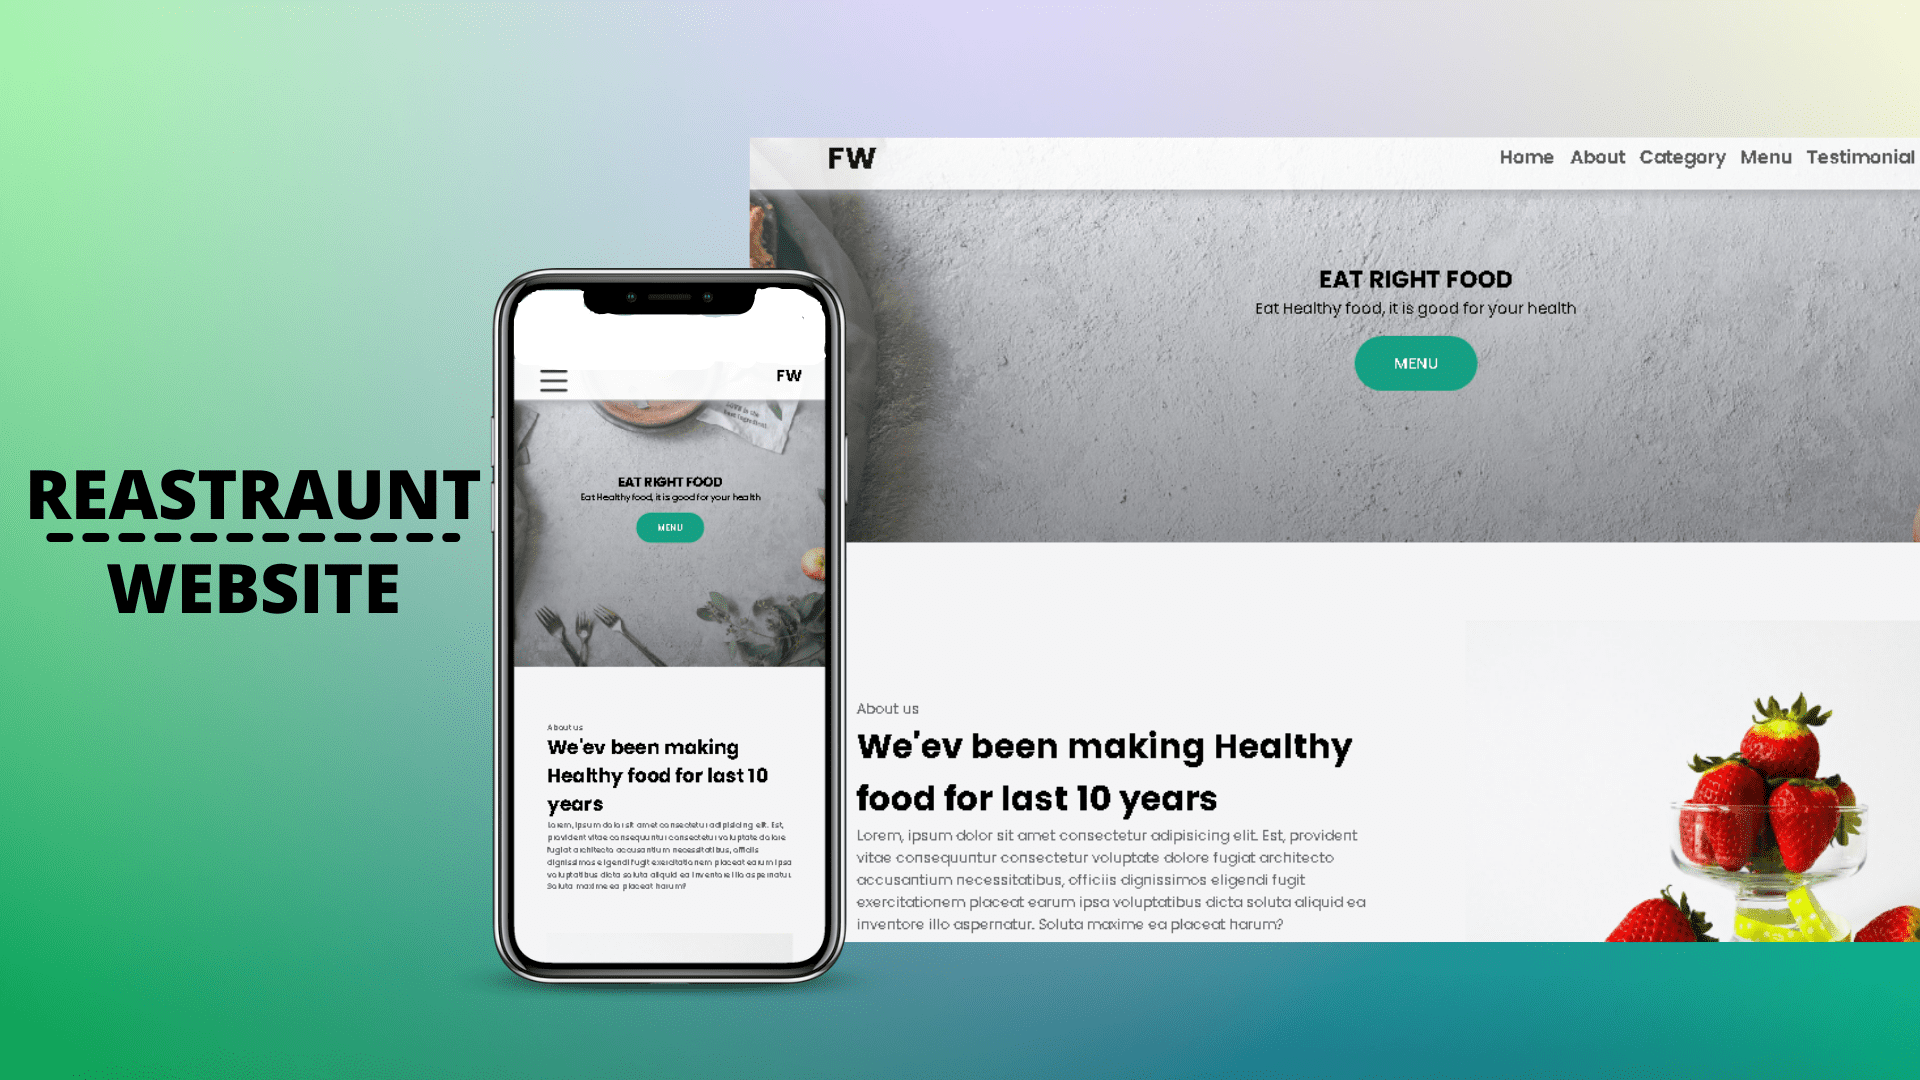 REASTRAUNT
WEBSITE
FW
Home About Category Menu Testimonial
EAT RIGHT FOOD
Eat Healthy food, it is good for your health
MENU
About us
We'ev been making Healthy
food for last 10 years
Lorem, ipsum dolor sit amet consectetur adipisicing elit. Est, provident
vitae consequuntur consectetur voluptate dolore fugiat architecto
accusantium necessitatibus, officiis dignissimos eligendi fugit
exercitationem placeat earum ipsa voluptatibus dicta soluta aliquid ea
inventore illo aspernatur. Soluta maxime ea placeat harum?
FW
LOVE is the
best ingredient.
EAT RIGHT FOOD
Eat Healthy food, it is good for your health
MENU
About us
We'ev been making
Healthy food for last 10
years
Lorem, ipsum dolor sit amet consectetur adipisicing elit. Est,
provident vitae consequuntur consectetur voluptate dolore
fugiat architecto accusantium necessitatibus, officiis
dignissimos eligendi fugit exercitationem placeat earum ipsa
voluptatibus dicta soluta aliquid ea inventore illo aspernatur.
Soluta maxime ea placeat harum?